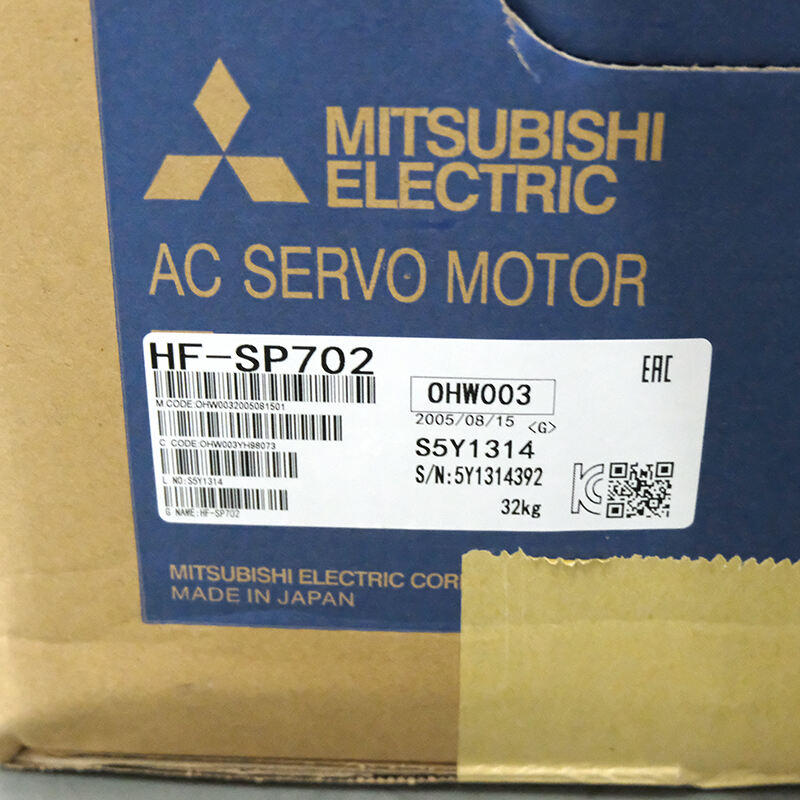 MITSUBISHI
ELECTRIC
AC SERVO MOTOR
HF-SP702
EAC
M CODE:OHW0032005081501
OHW003
2005/08/15 <G>
C CODE:OHW003YH98073
S5Y1314
L NO:S5Y1314
S/N:5Y1314392
G NAME:HF-SP702
32kg
MITSUBISHI ELECTRIC
MADE IN JAPAN